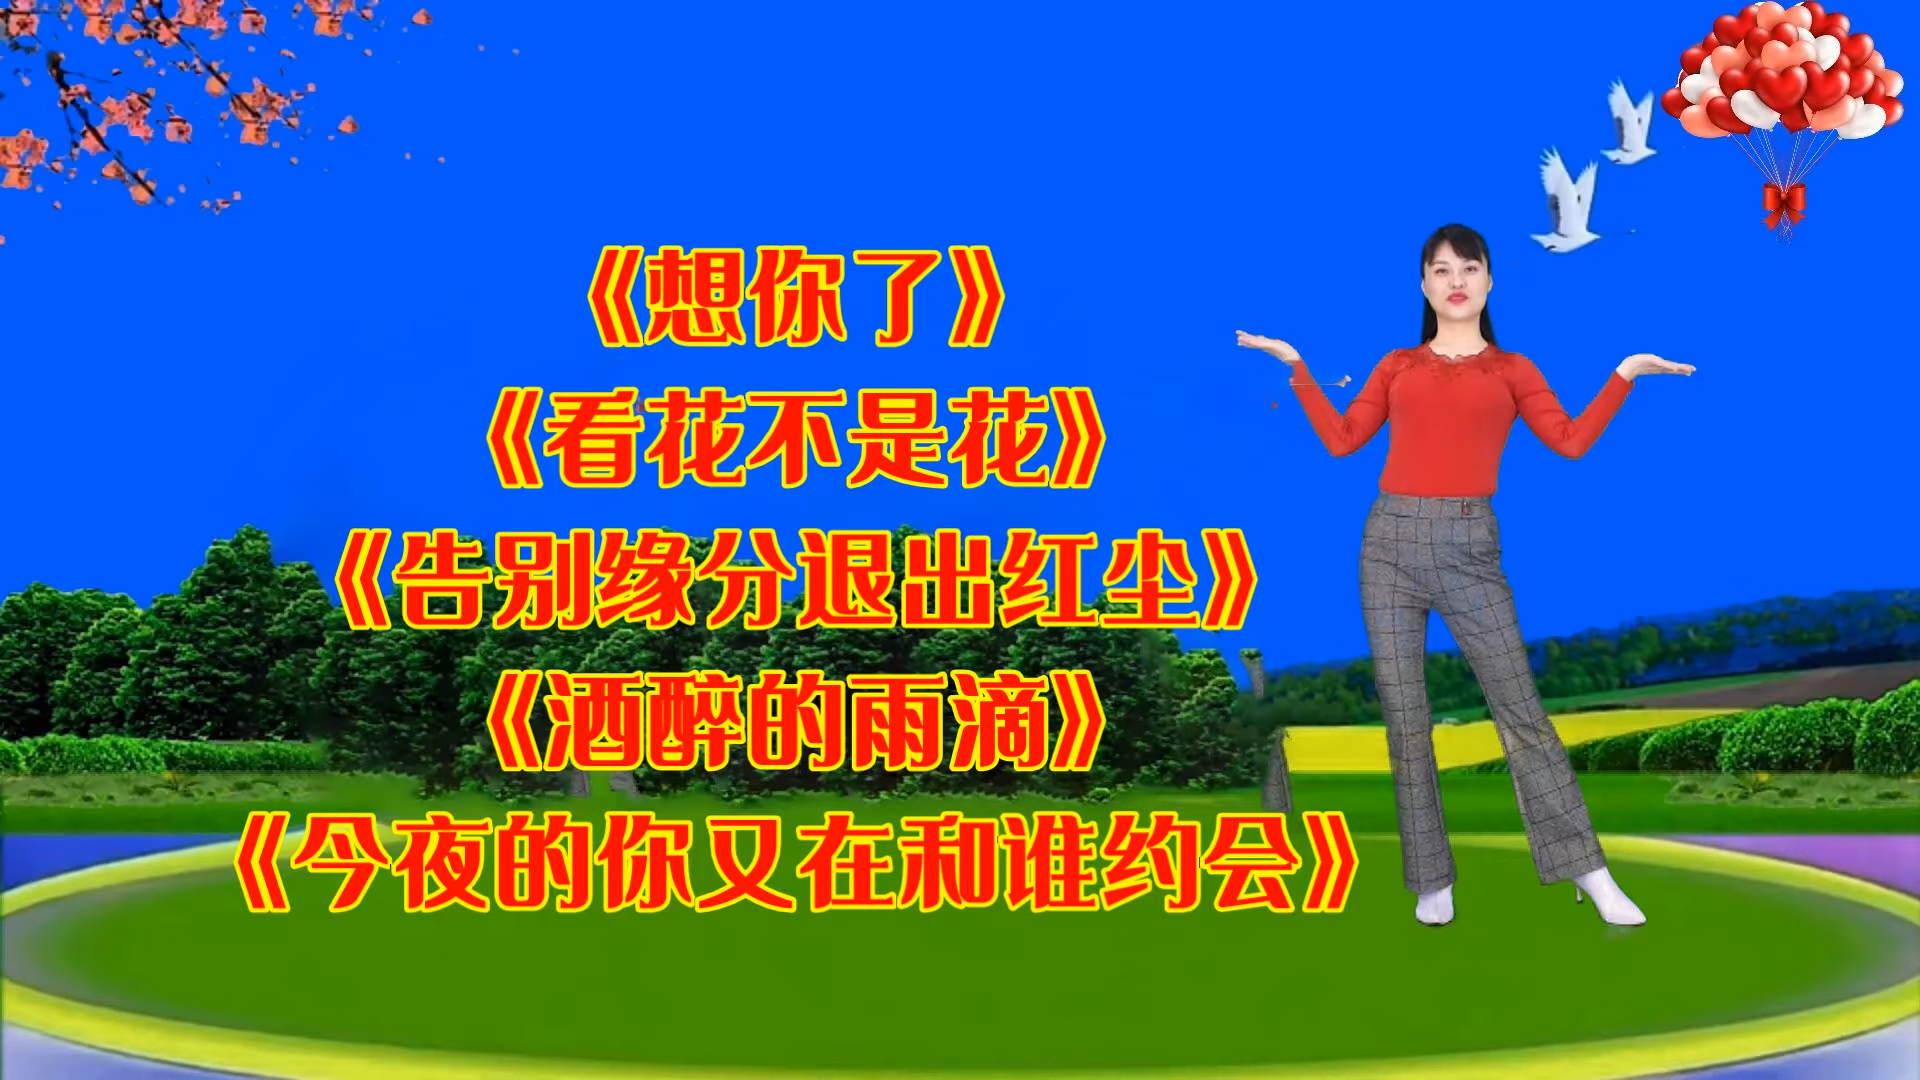 《想你了》
《看花不是花》
《告别缘分退出红尘》
《酒醉的雨滴》
《今夜的你又在和谁约会》